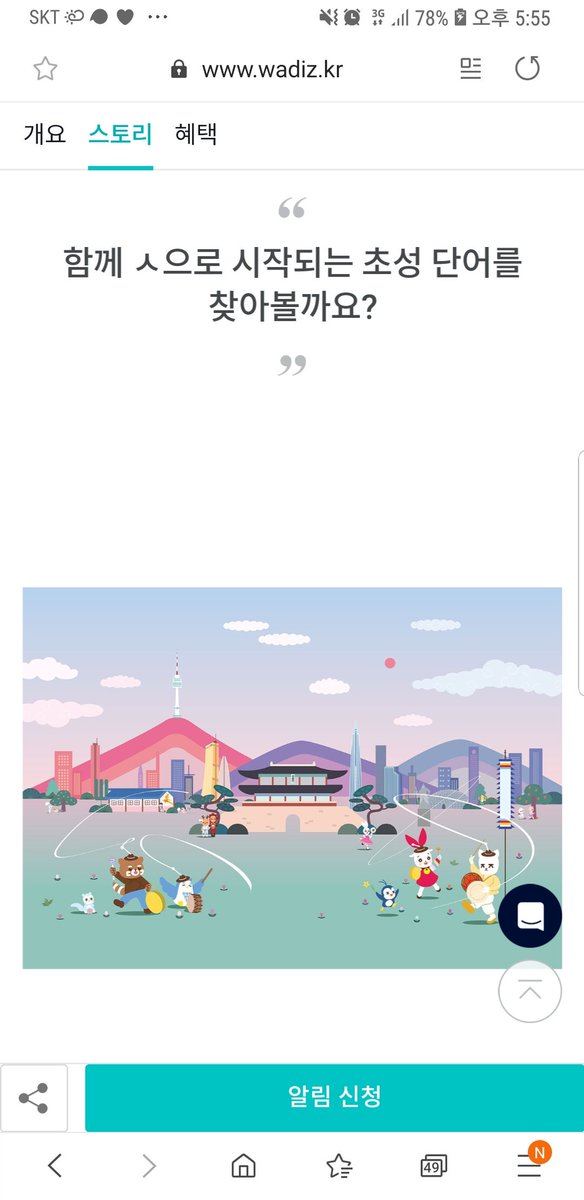 SKT 3G 78% 오후 5:55
www.wadiz.kr
개요 스토리 혜택
“
함께 ㅅ으로 시작되는 초성 단어를
찾아볼까요?
”
알림 신청
49 N